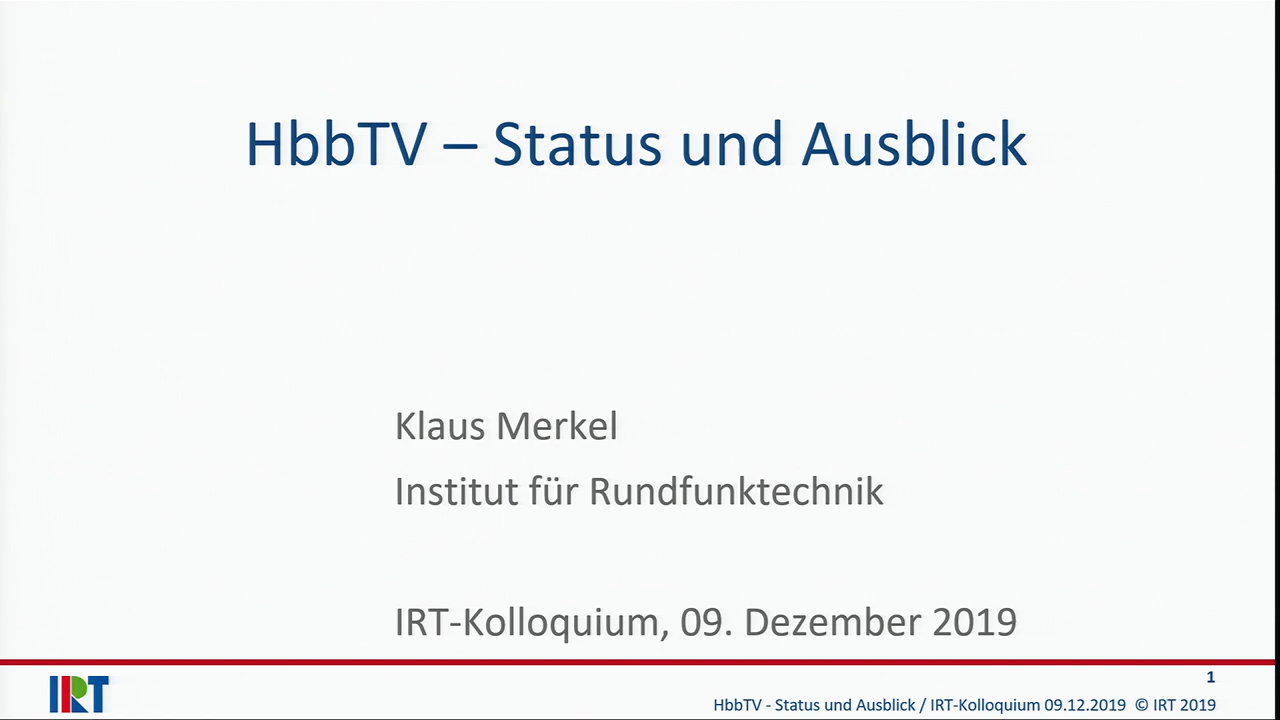 HbbTV – Status und Ausblick
Klaus Merkel
Institut für Rundfunktechnik
IRT-Kolloquium, 09. Dezember 2019
1
IRT
HbbTV - Status und Ausblick / IRT-Kolloquium 09.12.2019 © IRT 2019